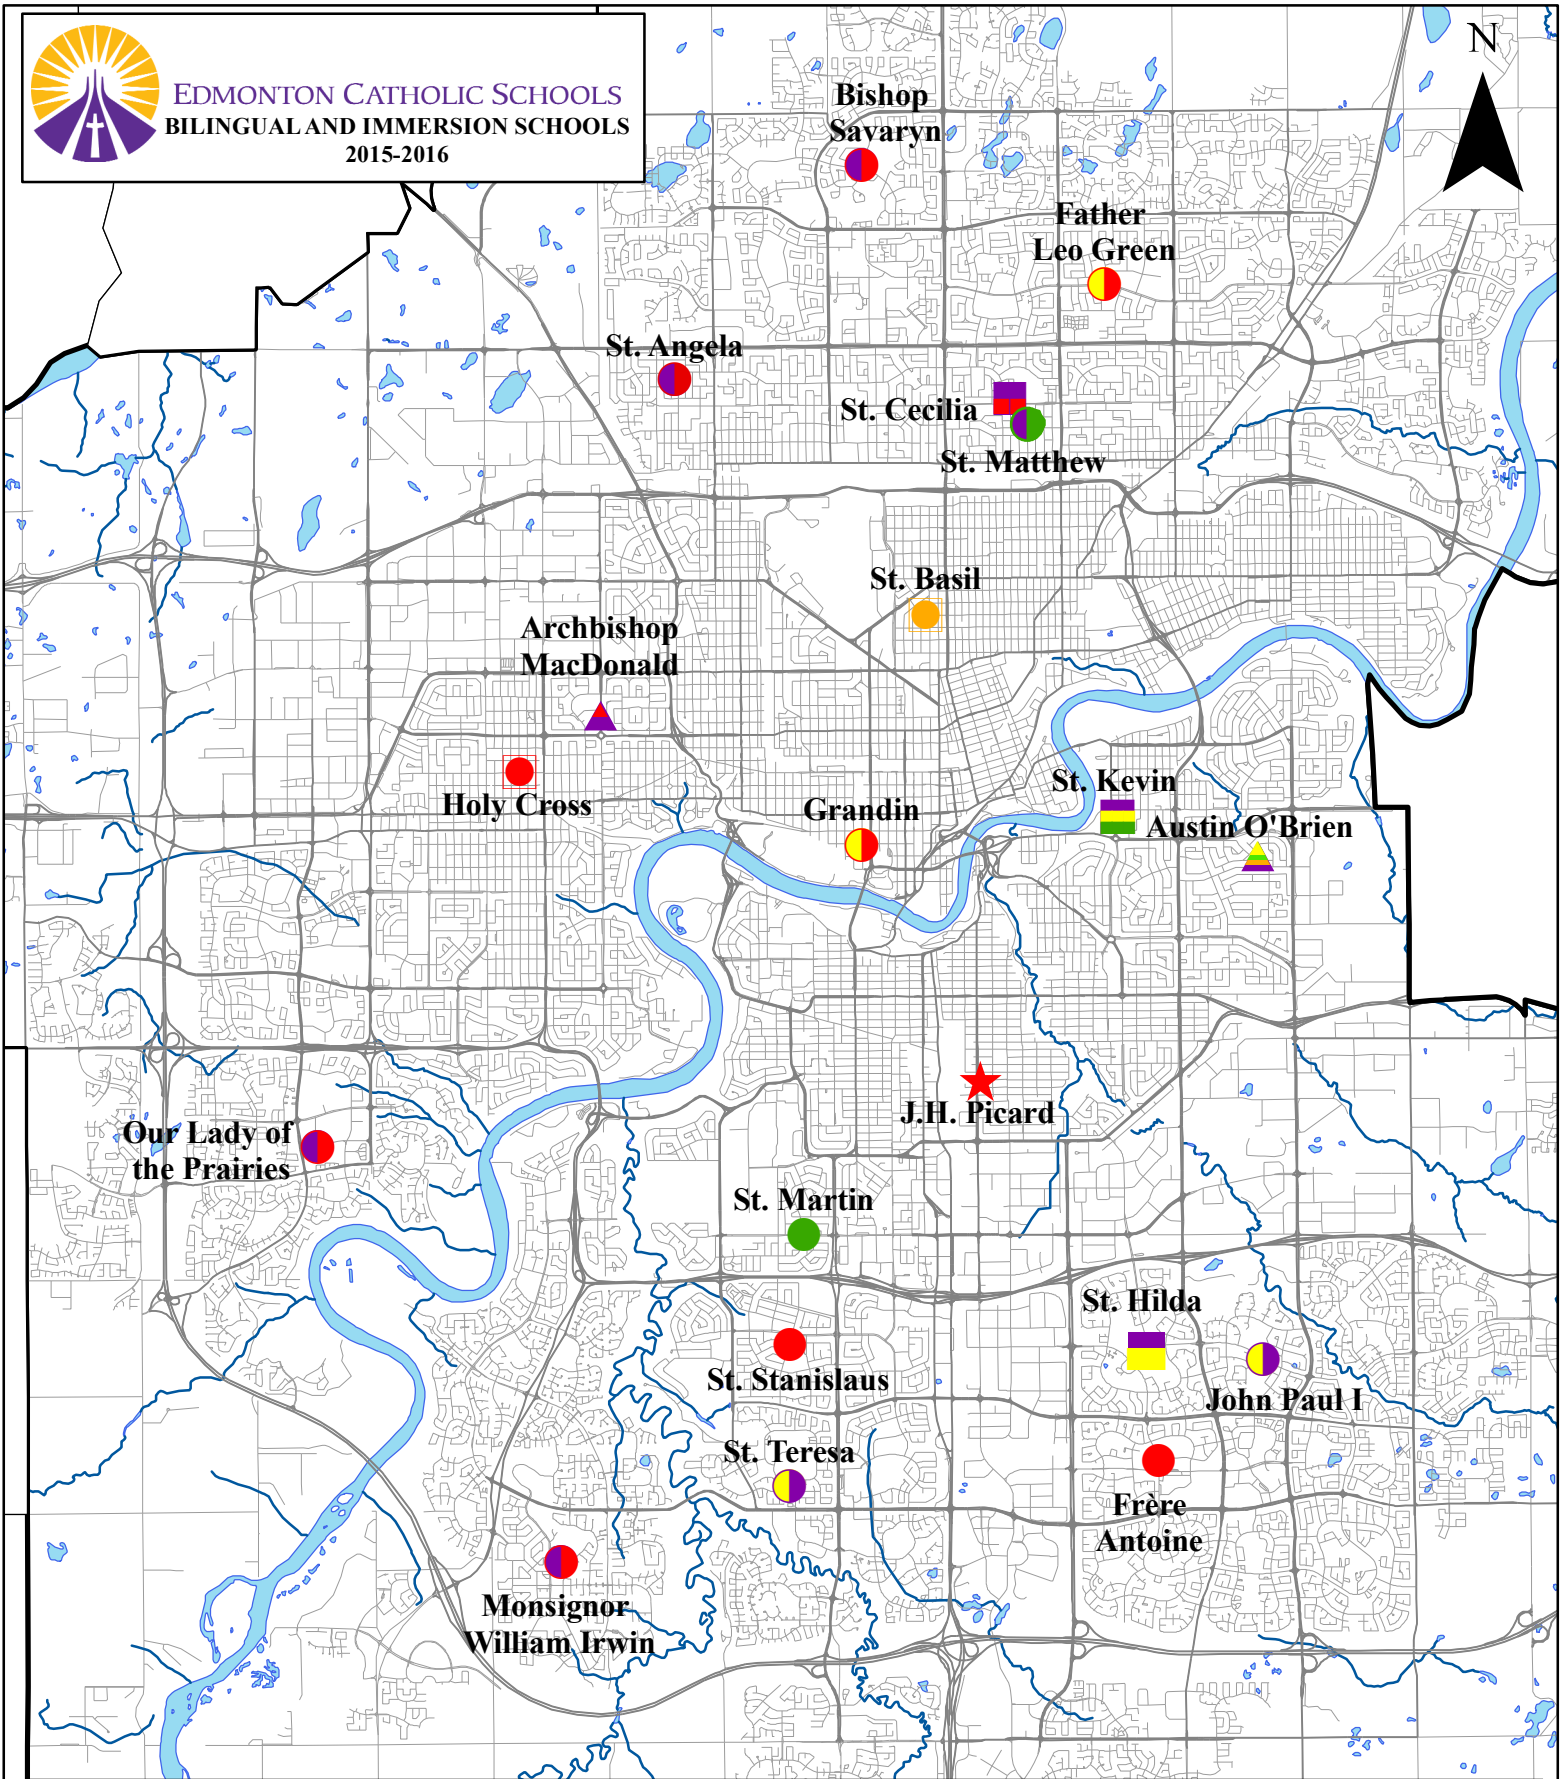 EDMONTON CATHOLIC SCHOOLS
BILINGUAL AND IMMERSION SCHOOLS
2015-2016
N
Bishop
Savaryn
Father
Leo Green
St. Angela
St. Cecilia
St. Matthew
St. Basil
Archbishop
MacDonald
St. Kevin
Holy Cross
Grandin
Austin O'Brien
J.H. Picard
Our Lady of
the Prairies
St. Martin
St. Hilda
St. Stanislaus
John Paul I
St. Teresa
Frère
Antoine
Monsignor
William Irwin